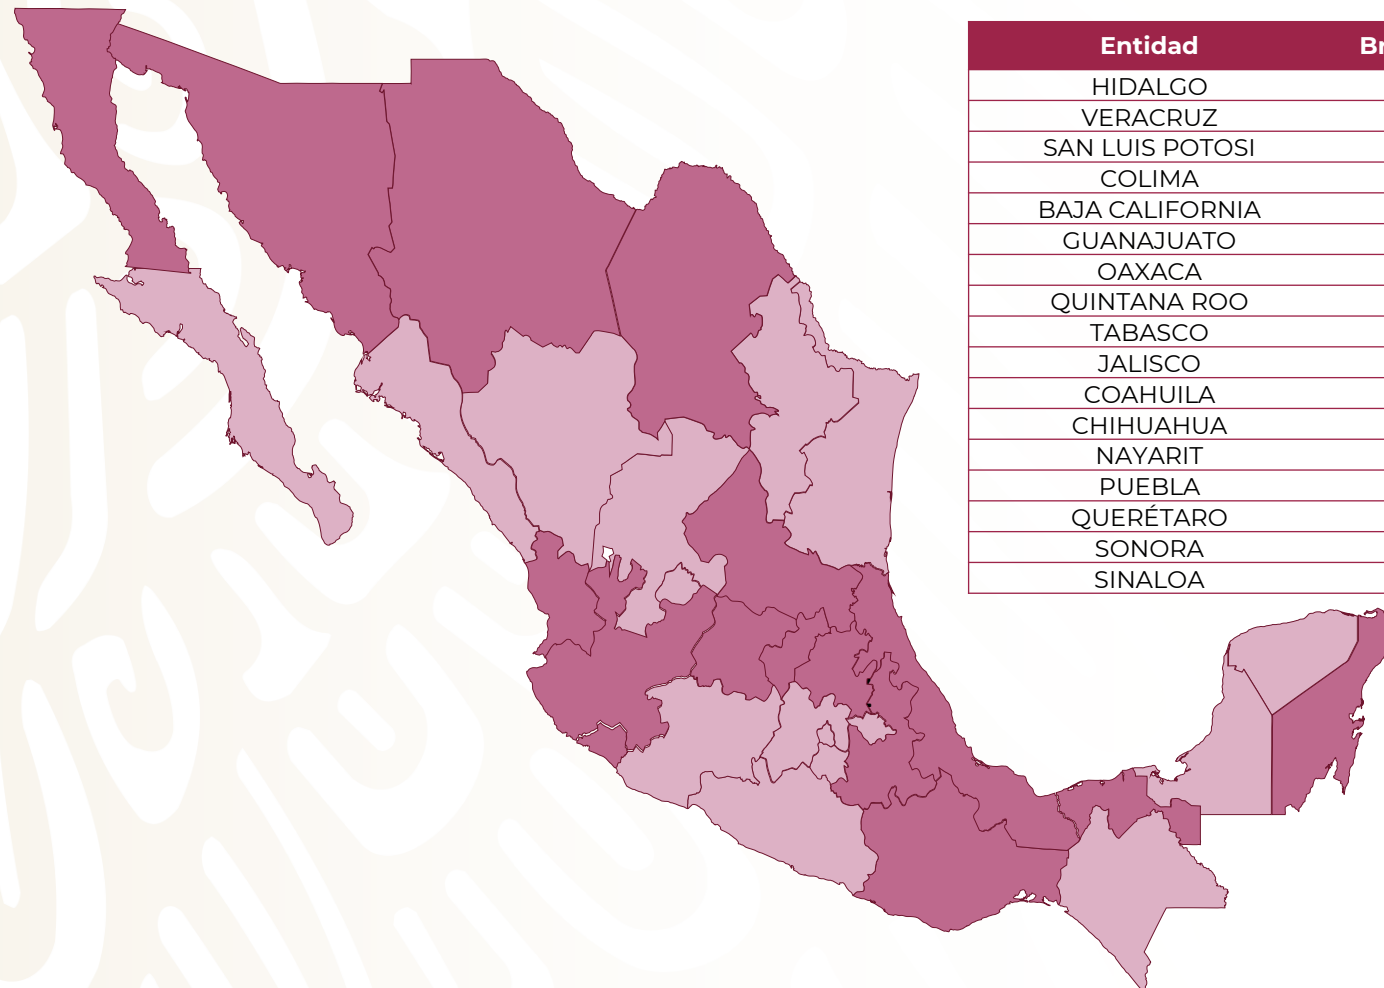 Entidad Br
HIDALGO
VERACRUZ
SAN LUIS POTOSI
COLIMA
BAJA CALIFORNIA
GUANAJUATO
OAXACA
QUINTANA ROO
TABASCO
JALISCO
COAHUILA
CHIHUAHUA
NAYARIT
PUEBLA
QUERÉTARO
SONORA
SINALOA